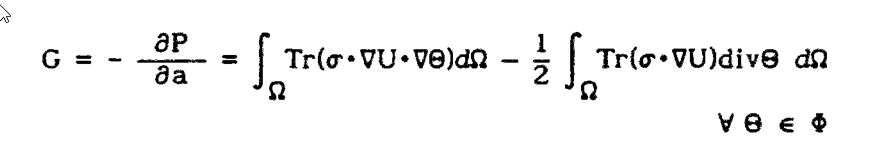 G = - ∂P/∂a = ∫_Ω Tr(σ·∇U·∇Θ)dΩ − 1/2 ∫_Ω Tr(σ·∇U)divΘ dΩ
∀ Θ ∈ Φ